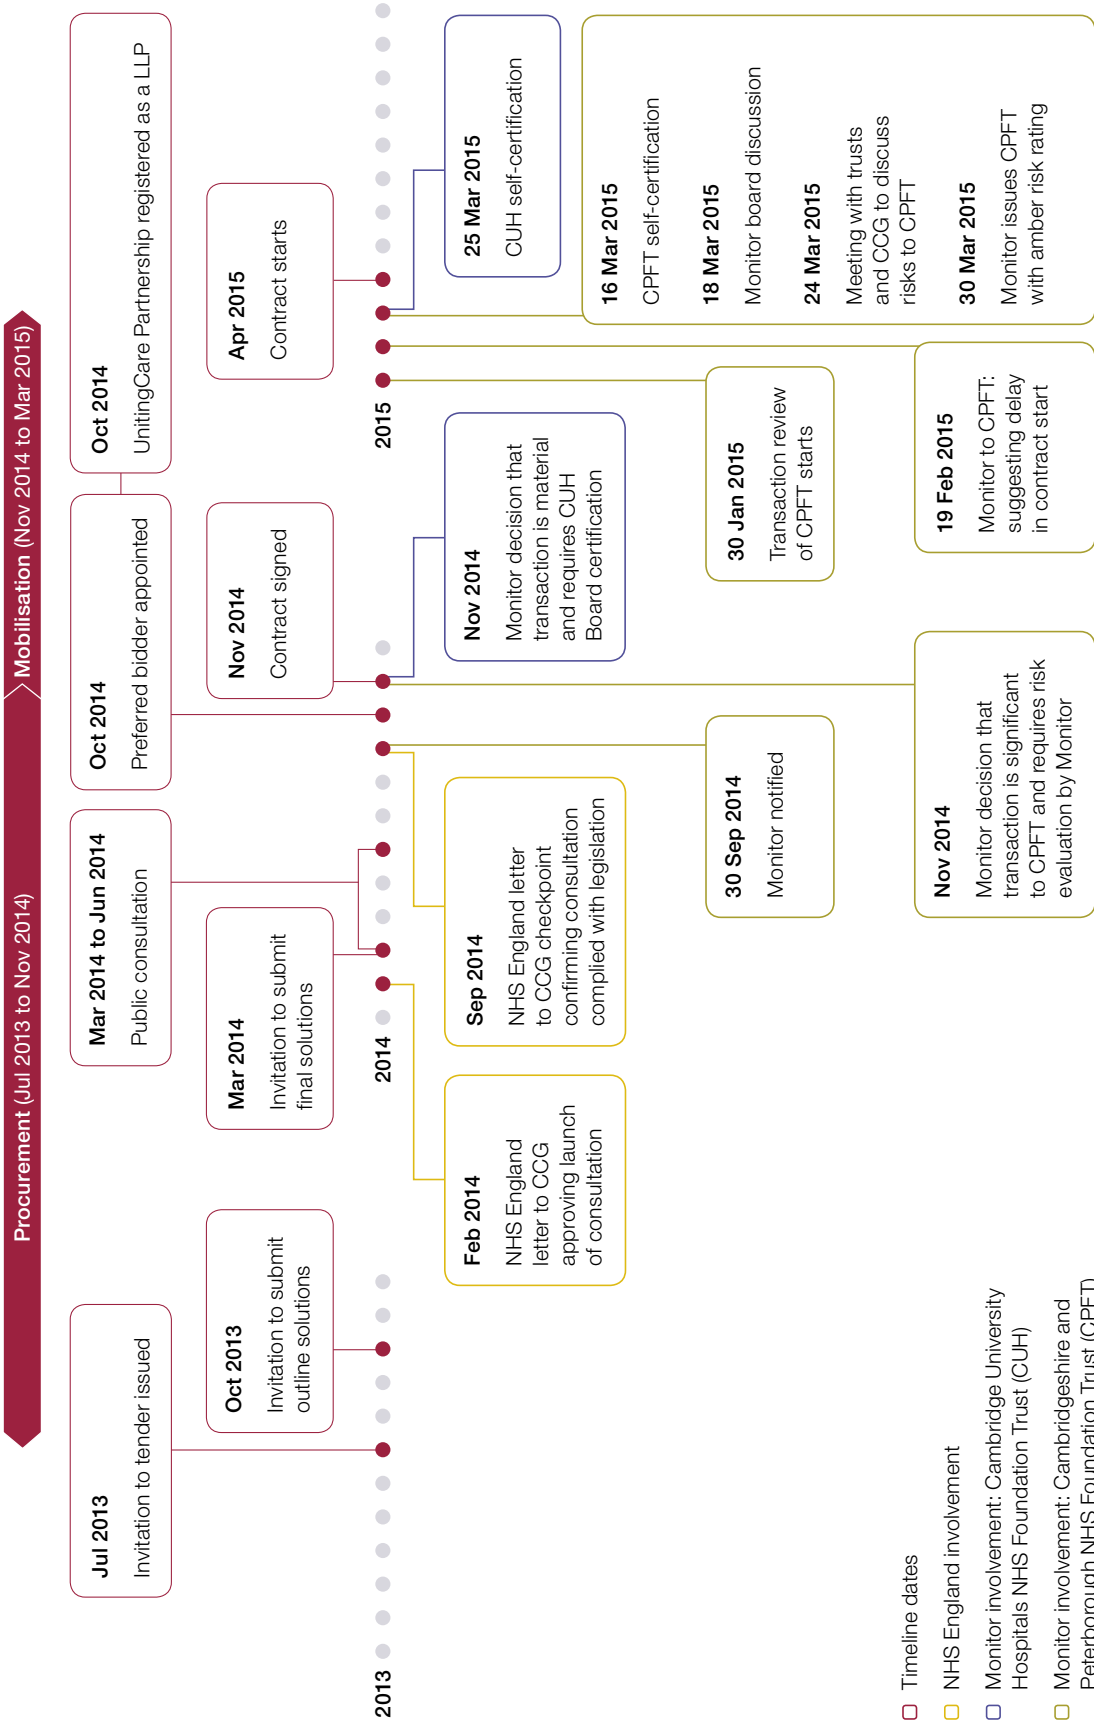 Procurement (Jul 2013 to Nov 2014)
Mobilisation (Nov 2014 to Mar 2015)
Jul 2013
Invitation to tender issued
Mar 2014 to Jun 2014
Public consultation
Oct 2014
Preferred bidder appointed
Oct 2014
UnitingCare Partnership registered as a LLP
Oct 2013
Invitation to submit
outline solutions
Mar 2014
Invitation to submit
final solutions
Nov 2014
Contract signed
Apr 2015
Contract starts
2013
2014
2015
Feb 2014
NHS England
letter to CCG
approving launch
of consultation
Sep 2014
NHS England letter
to CCG checkpoint
confirming consultation
complied with legislation
Nov 2014
Monitor decision that
transaction is material
and requires CUH
Board certification
25 Mar 2015
CUH self-certification
30 Sep 2014
Monitor notified
30 Jan 2015
Transaction review
of CPFT starts
16 Mar 2015
CPFT self-certification
18 Mar 2015
Monitor board discussion
24 Mar 2015
Meeting with trusts
and CCG to discuss
risks to CPFT
30 Mar 2015
Monitor issues CPFT
with amber risk rating
Nov 2014
Monitor decision that
transaction is significant
to CPFT and requires risk
evaluation by Monitor
19 Feb 2015
Monitor to CPFT:
suggesting delay
in contract start
Timeline dates
NHS England involvement
Monitor involvement: Cambridge University
Hospitals NHS Foundation Trust (CUH)
Monitor involvement: Cambridgeshire and
Peterborough NHS Foundation Trust (CPFT)